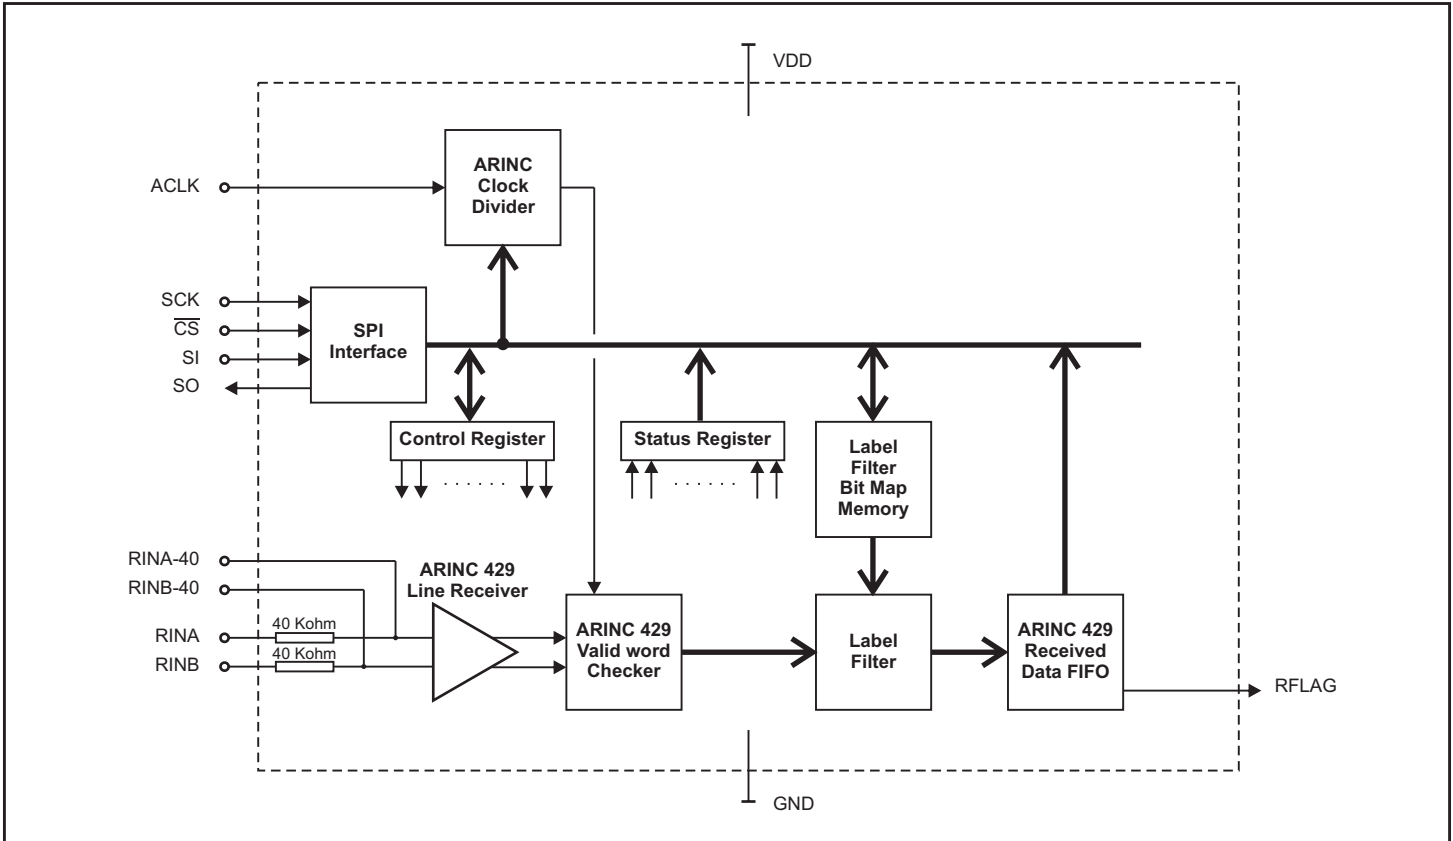 VDD
ARINC
Clock
Divider
ACLK
SCK
CS
SI
SO
SPI
Interface
Control Register
. . . . . .
Status Register
. . . . . .
Label
Filter
Bit Map
Memory
RINA-40
RINB-40
RINA
RINB
40 Kohm
40 Kohm
ARINC 429
Line Receiver
ARINC 429
Valid word
Checker
Label
Filter
ARINC 429
Received
Data FIFO
RFLAG
GND